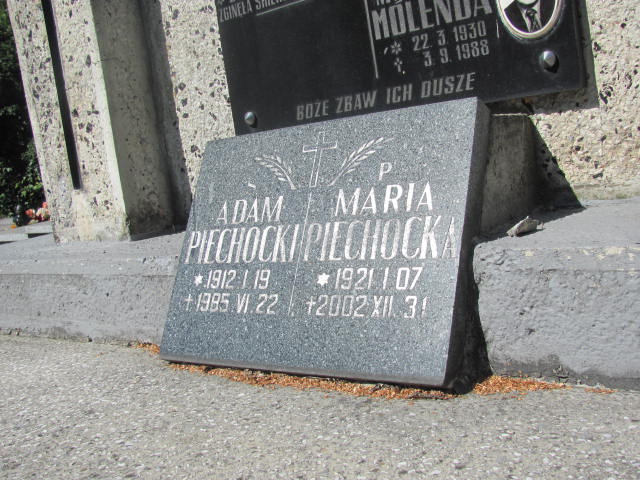 MOLENDA
* 22.3 1930
† 3.9. 1988
BOŻE ZBAW ICH DUSZE
Ś P
ADAM MARIA
PIECHOCKI PIECHOCKA
*1912.I.19 *1921.I.07
+1985.VI.22 +2002.XII.31